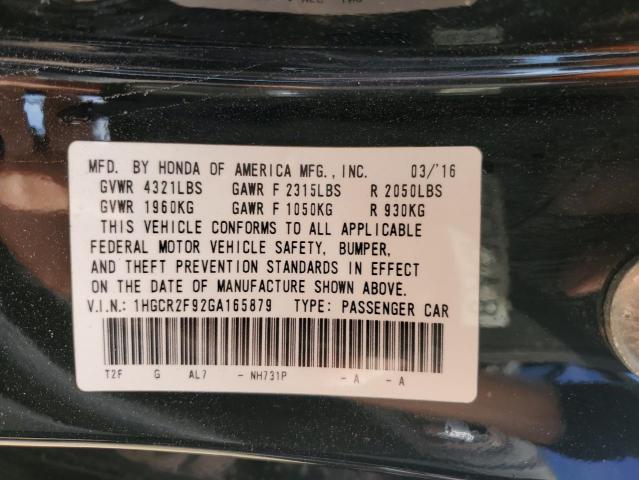 MFD. BY HONDA OF AMERICA MFG., INC. 03/'16
GVWR 4321LBS GAWR F 2315LBS R 2050LBS
GVWR 1960KG GAWR F 1050KG R 930KG
THIS VEHICLE CONFORMS TO ALL APPLICABLE
FEDERAL MOTOR VEHICLE SAFETY, BUMPER,
AND THEFT PREVENTION STANDARDS IN EFFECT
ON THE DATE OF MANUFACTURE SHOWN ABOVE.
V.I.N.: 1HGCR2F92GA165879 TYPE: PASSENGER CAR
T2F G AL7 - NH731P - A - A